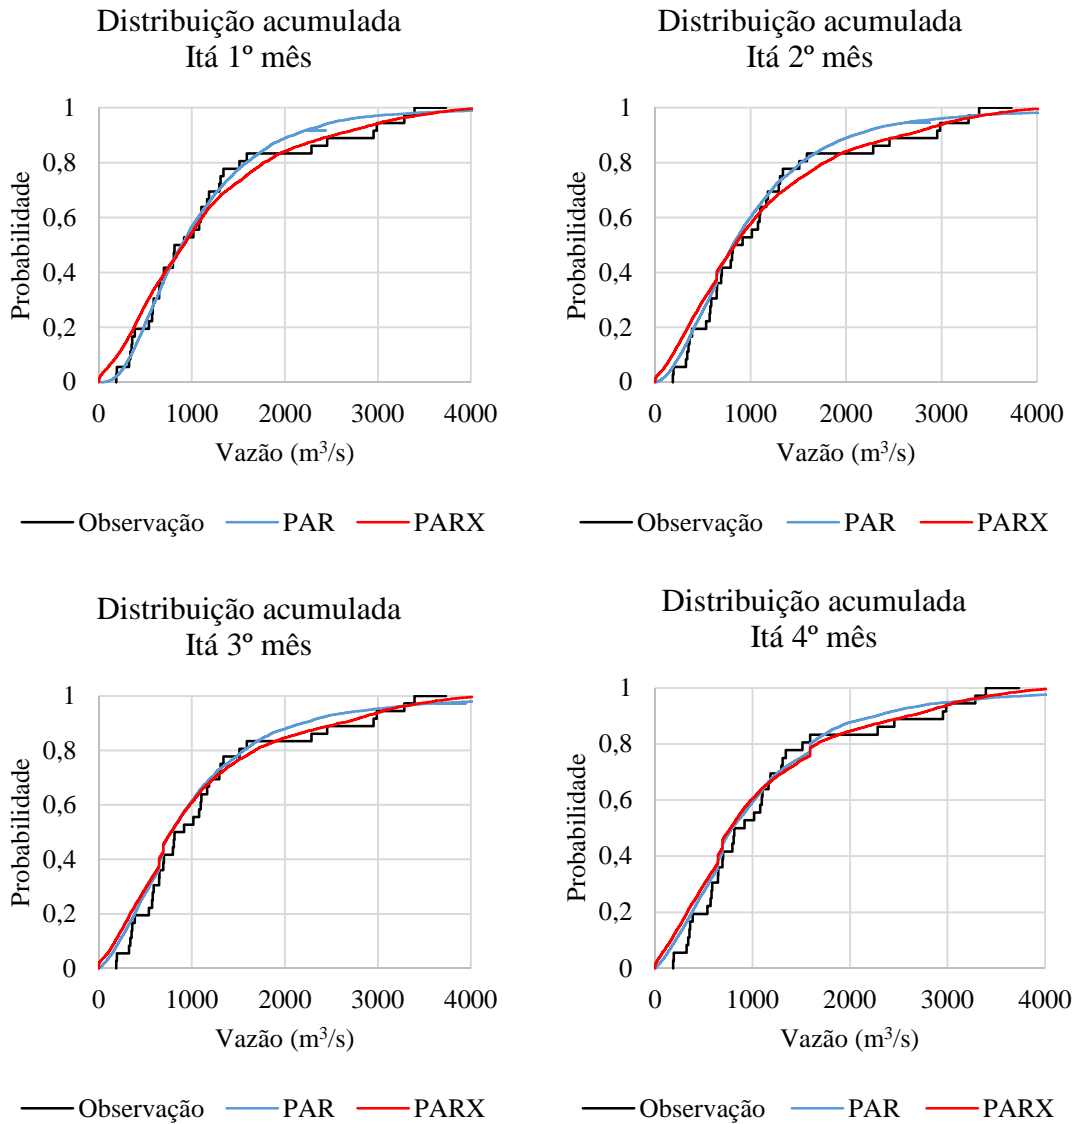 Distribuição acumulada
Itá 1º mês
1
0,8
0,6
0,4
0,2
0
Probabilidade
0 1000 2000 3000 4000
Vazão (m³/s)
Observação PAR PARX
Distribuição acumulada
Itá 2º mês
1
0,8
0,6
0,4
0,2
0
Probabilidade
0 1000 2000 3000 4000
Vazão (m³/s)
Observação PAR PARX
Distribuição acumulada
Itá 3º mês
1
0,8
0,6
0,4
0,2
0
Probabilidade
0 1000 2000 3000 4000
Vazão (m³/s)
Observação PAR PARX
Distribuição acumulada
Itá 4º mês
1
0,8
0,6
0,4
0,2
0
Probabilidade
0 1000 2000 3000 4000
Vazão (m³/s)
Observação PAR PARX